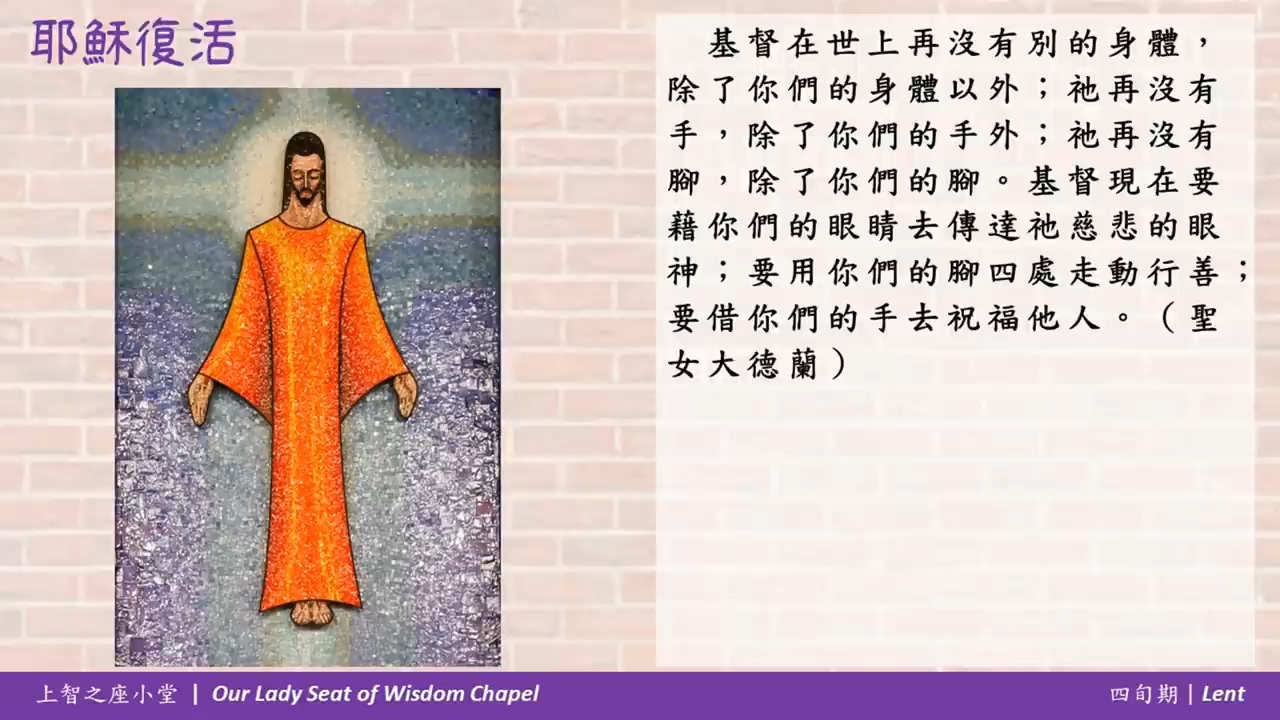 耶穌復活
基督在世上再沒有別的身體，
除了你們的身體以外；祂再沒有
手，除了你們的手外；祂再沒有
腳，除了你們的腳。基督現在要
藉你們的眼睛去傳達祂慈悲的眼
神；要用你們的腳四處走動行善；
要借你們的手去祝福他人。（聖
女大德蘭）
上智之座小堂 | Our Lady Seat of Wisdom Chapel
四旬期 | Lent